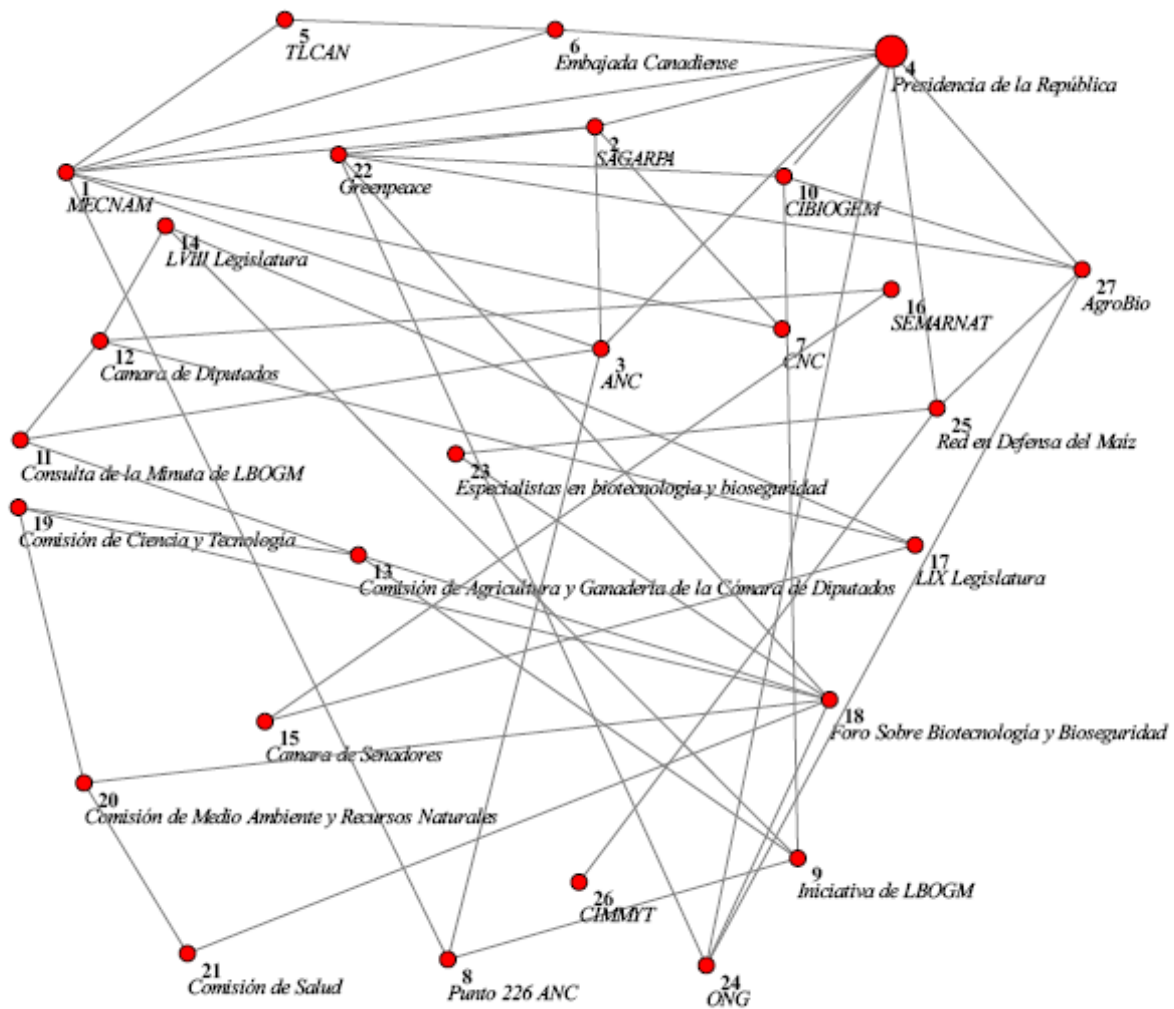 5
TLCAN
6
Embajada Canadiense
4
Presidencia de la República
2
SAGARPA
22
Greenpeace
10
CIBIOGEM
1
MECNAM
14
LVIII Legislatura
27
AgroBio
16
SEMARNAT
7
CNC
12
Camara de Diputados
3
ANC
25
Red en Defensa del Maíz
11
Consulta de la Minuta de LBOGM
23
Especialistas en biotecnología y bioseguridad
19
Comisión de Ciencia y Tecnología
17
LIX Legislatura
13
Comisión de Agricultura y Ganadería de la Cómara de Diputados
18
Foro Sobre Biotecnología y Bioseguridad
15
Camara de Senadores
20
Comisión de Medio Ambiente y Recursos Naturales
9
Iniciativa de LBOGM
26
CIMMYT
21
Comisión de Salud
8
Punto 226 ANC
24
ONG